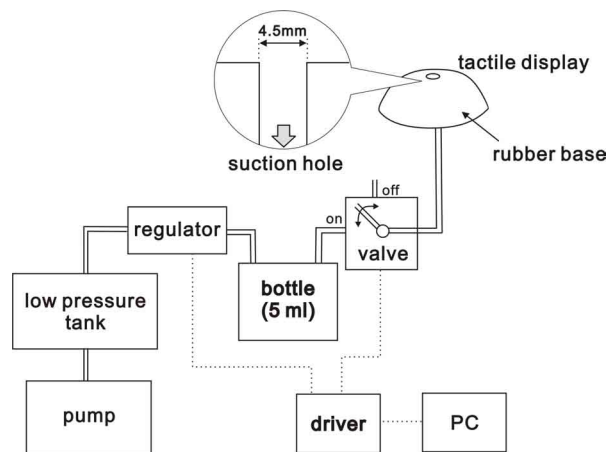 4.5mm
tactile display
suction hole
rubber base
off
on
valve
regulator
bottle
(5 ml)
low pressure
tank
pump
driver
PC